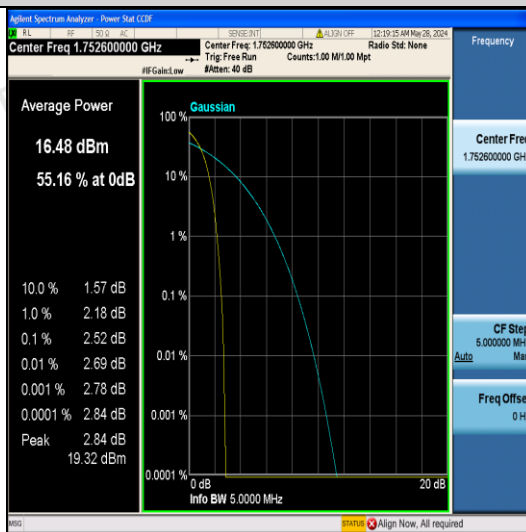 Agilent Spectrum Analyzer - Power Stat CCDF
RL RF 50 Ω AC SENSE:INT ALIGN OFF 12:19:15 AM May 28, 2024
Center Freq 1.752600000 GHz
Center Freq: 1.752600000 GHz Radio Std: None
Trig: Free Run Counts:1.00 M/1.00 Mpt
#IFGain:Low #Atten: 40 dB
Frequency
Average Power
16.48 dBm
55.16 % at 0dB
10.0 % 1.57 dB
1.0 % 2.18 dB
0.1 % 2.52 dB
0.01 % 2.69 dB
0.001 % 2.78 dB
0.0001 % 2.84 dB
Peak 2.84 dB
19.32 dBm
Gaussian
100 %
10 %
1 %
0.1 %
0.01 %
0.001 %
0.0001 %
0 dB 20 dB
Info BW 5.0000 MHz
Center Fre
1.752600000 GH
CF Step
5.000000 MH
Auto Ma
Freq Offse
0 H
MSG STATUS Align Now, All required